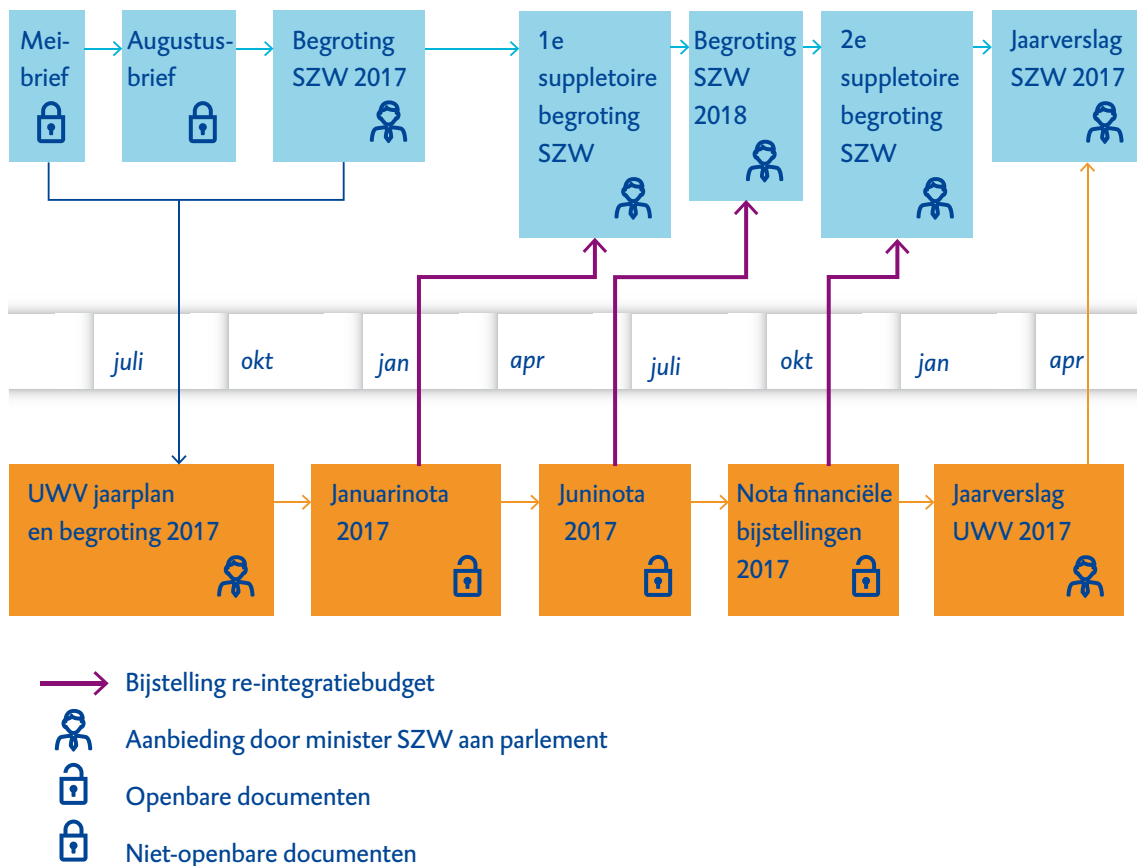 Mei-
brief
Augustus-
brief
Begroting
SZW 2017
1e
suppletoire
begroting
SZW
Begroting
SZW
2018
2e
suppletoire
begroting
SZW
Jaarverslag
SZW 2017
juli
okt
jan
apr
juli
okt
jan
apr
UWV jaarplan
en begroting 2017
Januarinota
2017
Juninota
2017
Nota financiële
bijstellingen
2017
Jaarverslag
UWV 2017
Bijstelling re-integratiebudget
Aanbieding door minister SZW aan parlement
Openbare documenten
Niet-openbare documenten